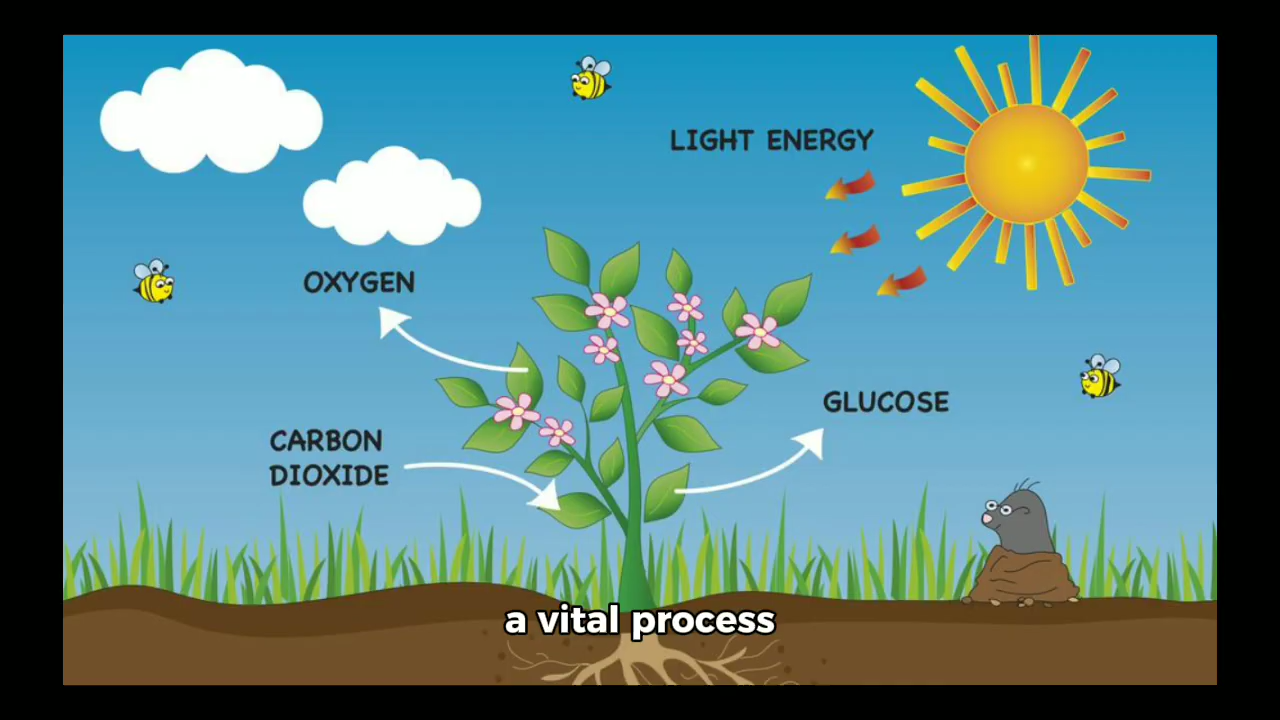 LIGHT ENERGY
OXYGEN
GLUCOSE
CARBON
DIOXIDE
a vital process